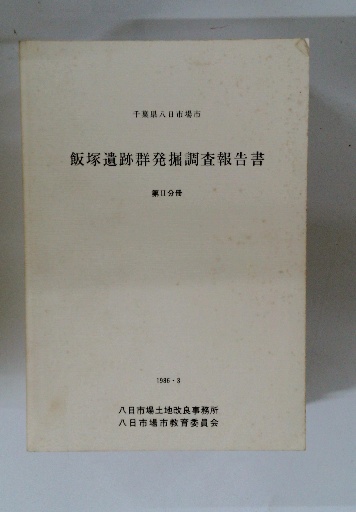 千葉県八日市場市
飯塚遺跡群発掘調査報告書
第II分冊
1986・3
八日市場土地改良事務所
八日市場市教育委員会